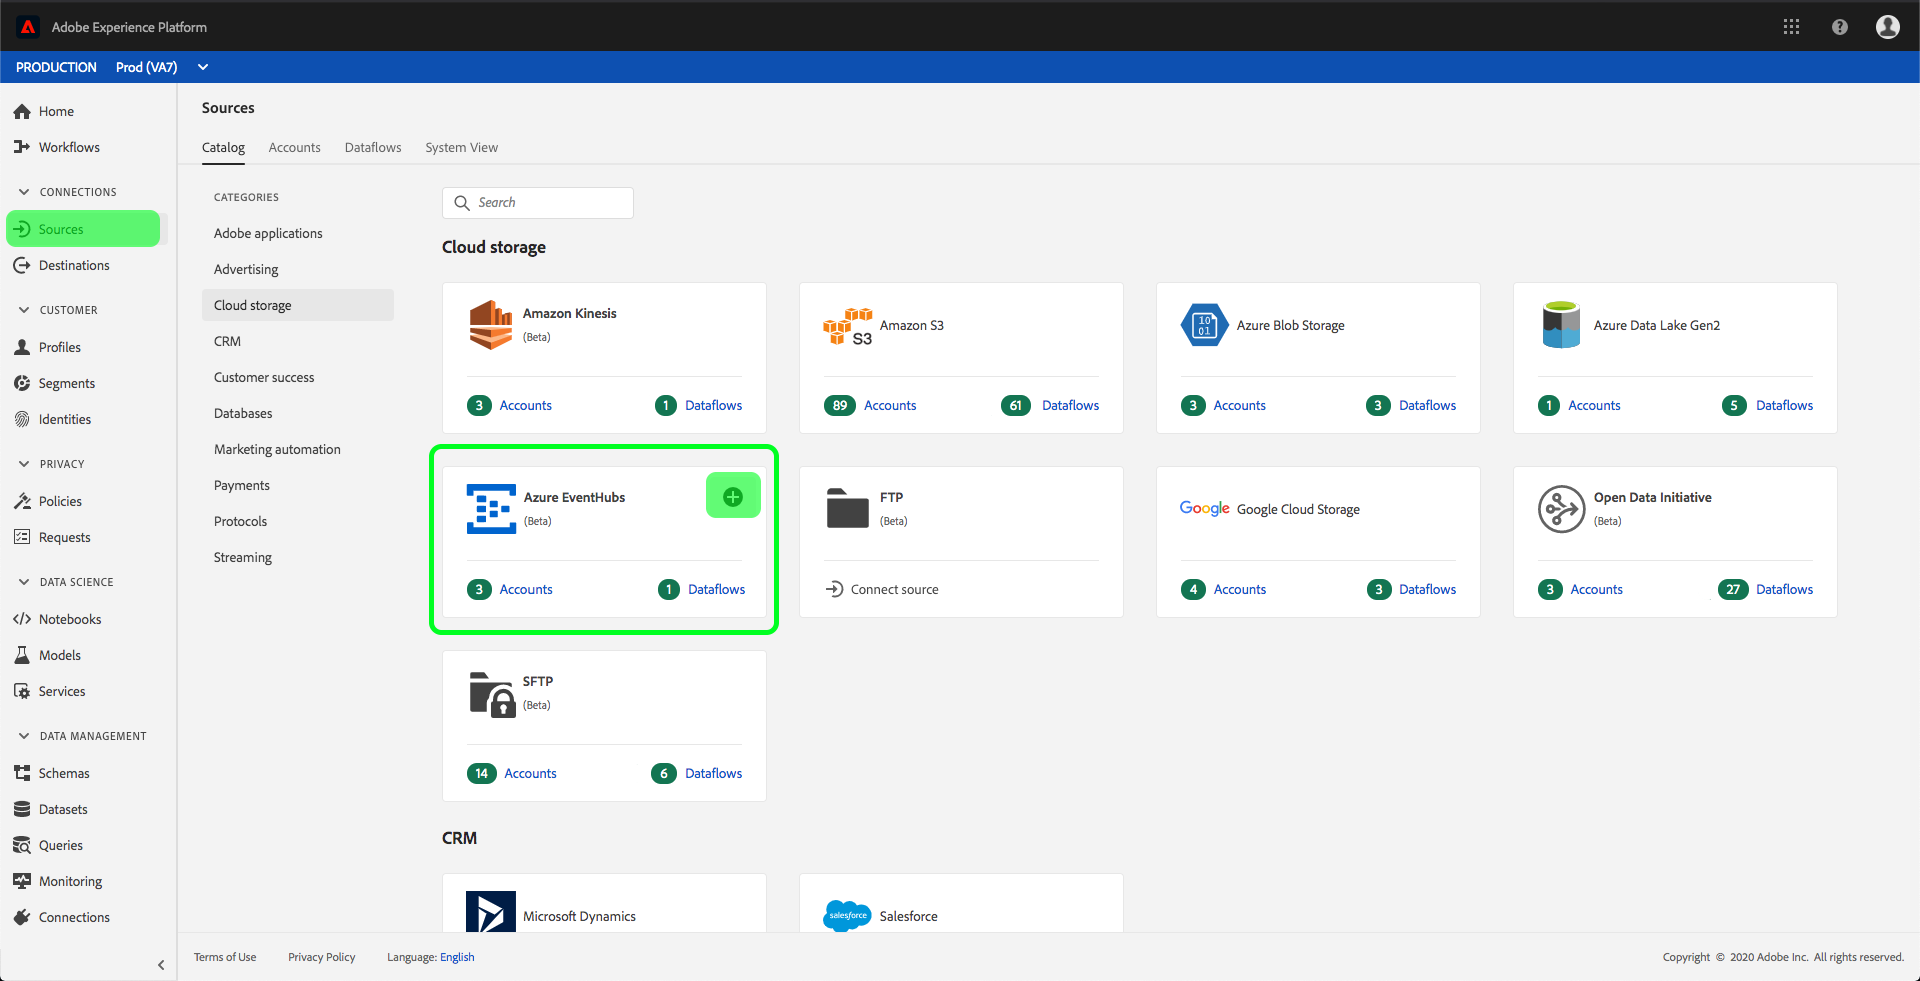 Adobe Experience Platform
PRODUCTION Prod (VA7)
Home
Workflows
CONNECTIONS
Sources
Destinations
CUSTOMER
Profiles
Segments
Identities
PRIVACY
Policies
Requests
DATA SCIENCE
Notebooks
Models
Services
DATA MANAGEMENT
Schemas
Datasets
Queries
Monitoring
Connections
Sources
Catalog Accounts Dataflows System View
CATEGORIES
Adobe applications
Advertising
Cloud storage
CRM
Customer success
Databases
Marketing automation
Payments
Protocols
Streaming
Search
Cloud storage
Amazon Kinesis
(Beta)
3 Accounts 1 Dataflows
S3 Amazon S3
89 Accounts 61 Dataflows
10
01
Azure Blob Storage
3 Accounts 3 Dataflows
Azure Data Lake Gen2
1 Accounts 5 Dataflows
Azure EventHubs
(Beta)
3 Accounts 1 Dataflows
FTP
(Beta)
Connect source
Google Google Cloud Storage
4 Accounts 3 Dataflows
Open Data Initiative
(Beta)
3 Accounts 27 Dataflows
SFTP
(Beta)
14 Accounts 6 Dataflows
CRM
Microsoft Dynamics
salesforce Salesforce
Terms of Use Privacy Policy Language: English
Copyright © 2020 Adobe Inc. All rights reserved.